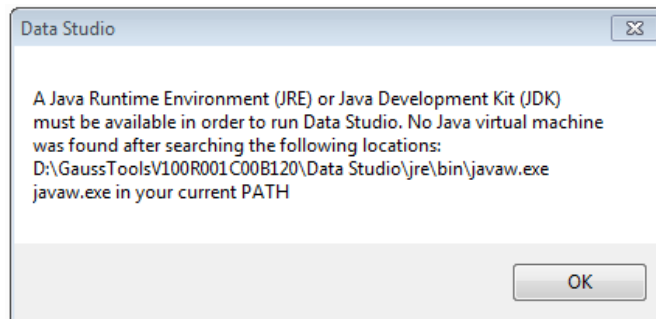 Data Studio
A Java Runtime Environment (JRE) or Java Development Kit (JDK)
must be available in order to run Data Studio. No Java virtual machine
was found after searching the following locations:
D:\GaussToolsV100R001C00B120\Data Studio\jre\bin\javaw.exe
javaw.exe in your current PATH
OK